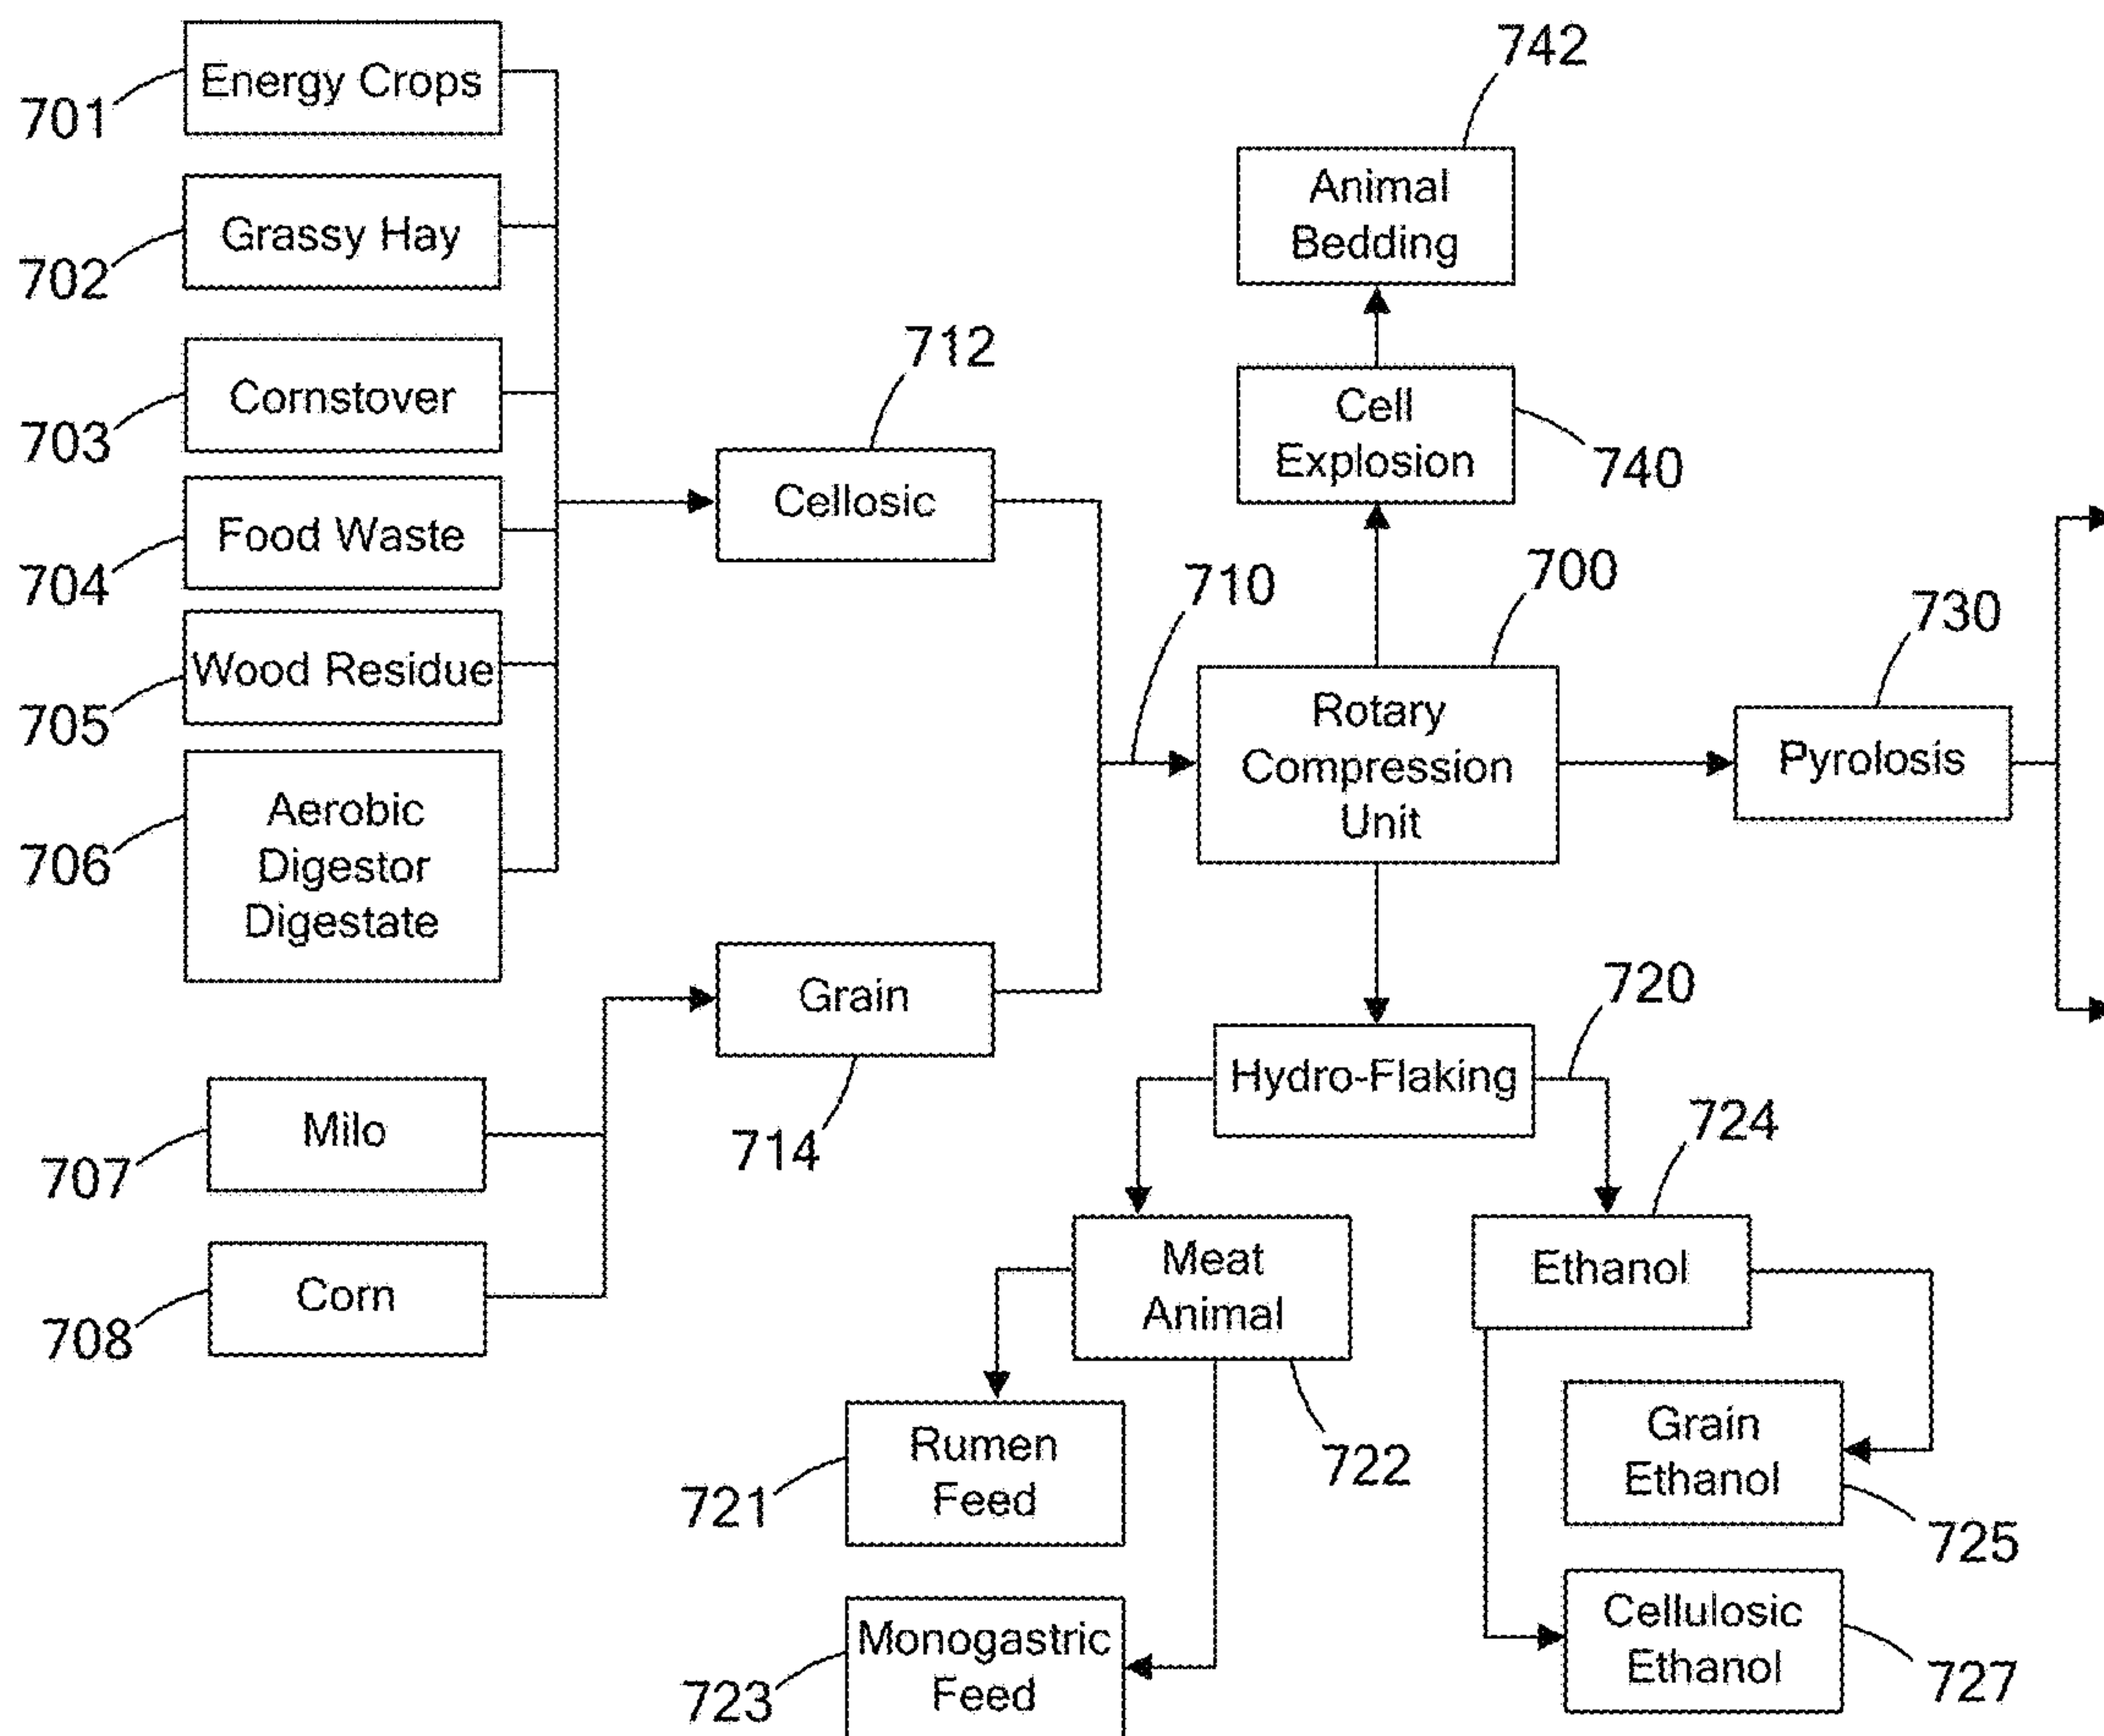 701
Energy Crops
702
Grassy Hay
703
Cornstover
704
Food Waste
705
Wood Residue
706
Aerobic
Digestor
Digestate
707
Milo
708
Corn
712
Cellosic
714
Grain
710
700
Rotary
Compression
Unit
742
Animal
Bedding
740
Cell
Explosion
730
Pyrolosis
720
Hydro-Flaking
722
Meat
Animal
721
Rumen
Feed
723
Monogastric
Feed
724
Ethanol
725
Grain
Ethanol
727
Cellulosic
Ethanol